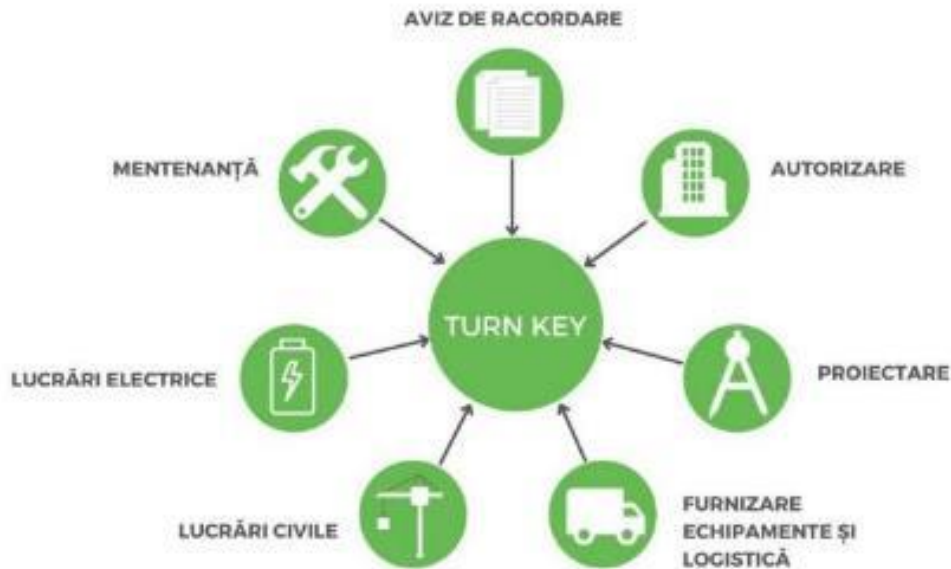 AVIZ DE RACORDARE
MENTENANȚĂ
AUTORIZARE
TURN KEY
LUCRĂRI ELECTRICE
PROIECTARE
LUCRĂRI CIVILE
FURNIZARE
ECHIPAMENTE ȘI
LOGISTICĂ